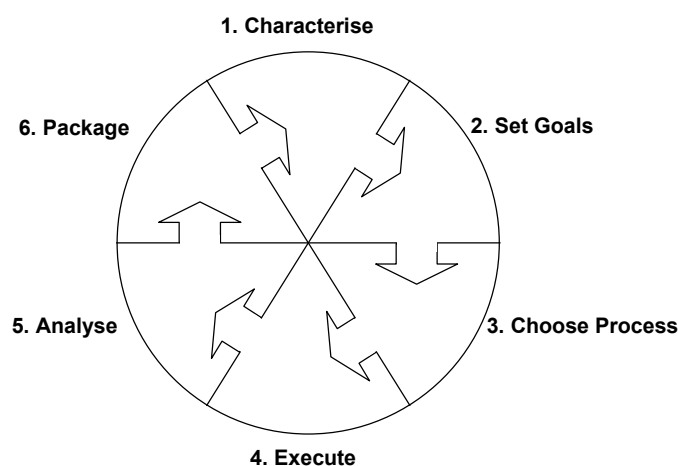 1. Characterise
2. Set Goals
3. Choose Process
4. Execute
5. Analyse
6. Package